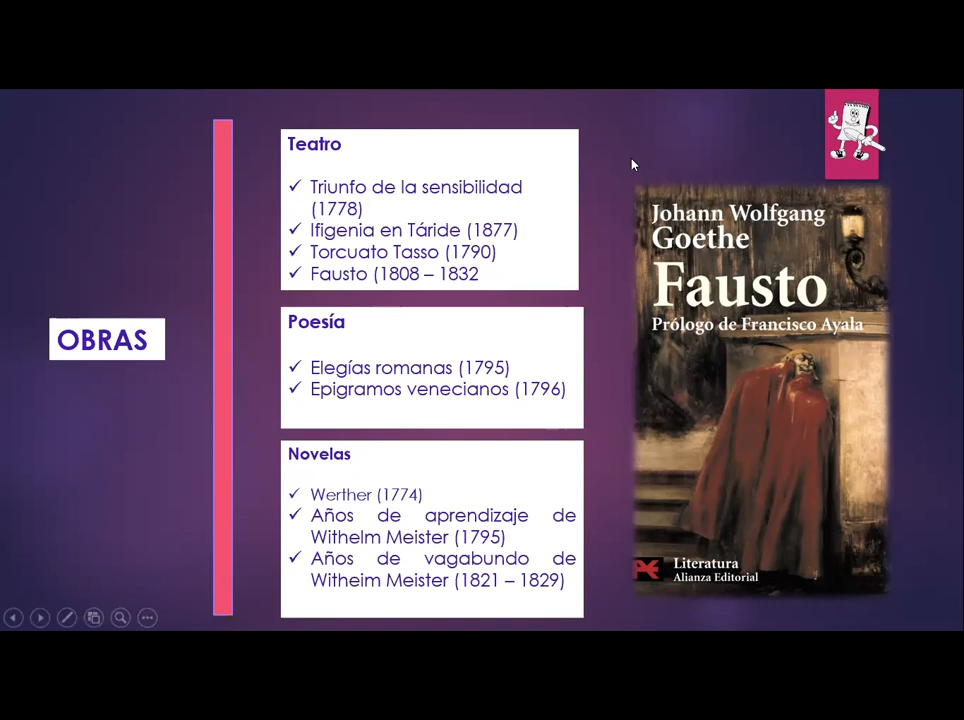 OBRAS
Teatro
✓ Triunfo de la sensibilidad
(1778)
✓ Ifigenia en Táride (1877)
✓ Torcuato Tasso (1790)
✓ Fausto (1808 – 1832
Poesía
✓ Elegías romanas (1795)
✓ Epigramos venecianos (1796)
Novelas
✓ Werther (1774)
✓ Años de aprendizaje de
Withelm Meister (1795)
✓ Años de vagabundo de
Witheim Meister (1821 – 1829)
Johann Wolfgang
Goethe
Fausto
Prólogo de Francisco Ayala
Literatura
Alianza Editorial